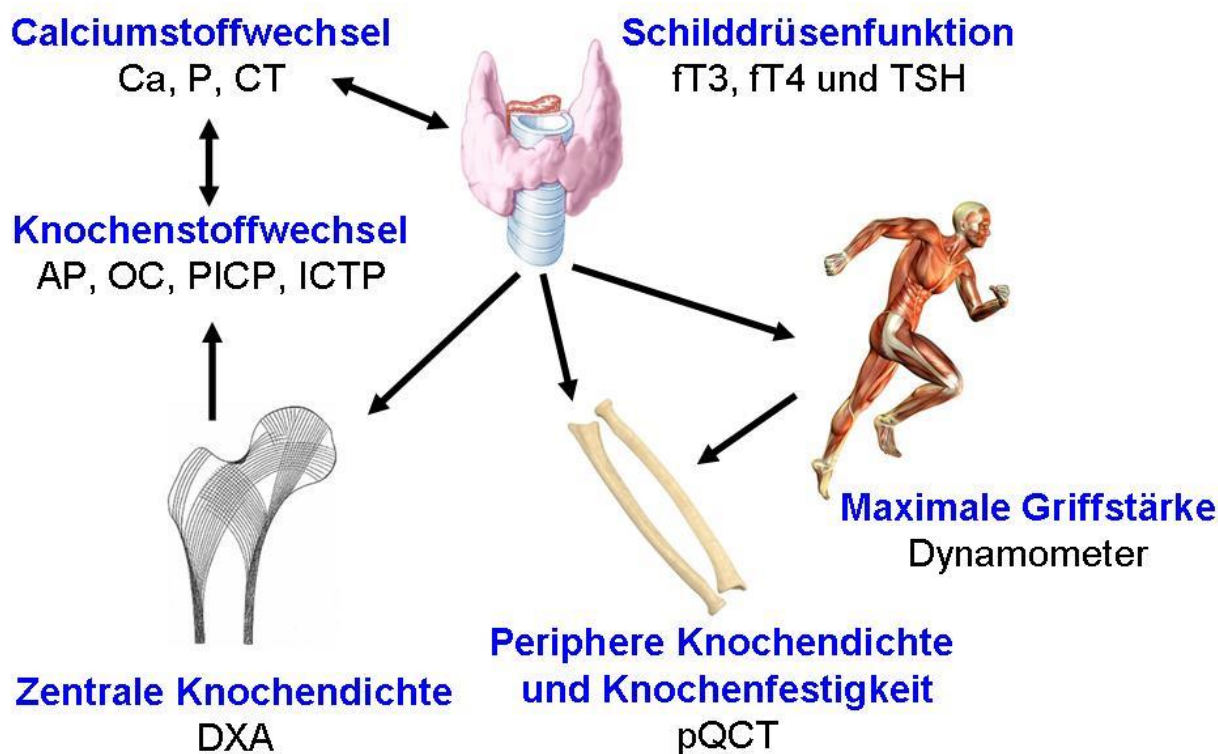 Calciumstoffwechsel
Ca, P, CT
Schilddrüsenfunktion
fT3, fT4 und TSH
Knochenstoffwechsel
AP, OC, PICP, ICTP
Maximale Griffstärke
Dynamometer
Periphere Knochendichte
und Knochenfestigkeit
pQCT
Zentrale Knochendichte
DXA